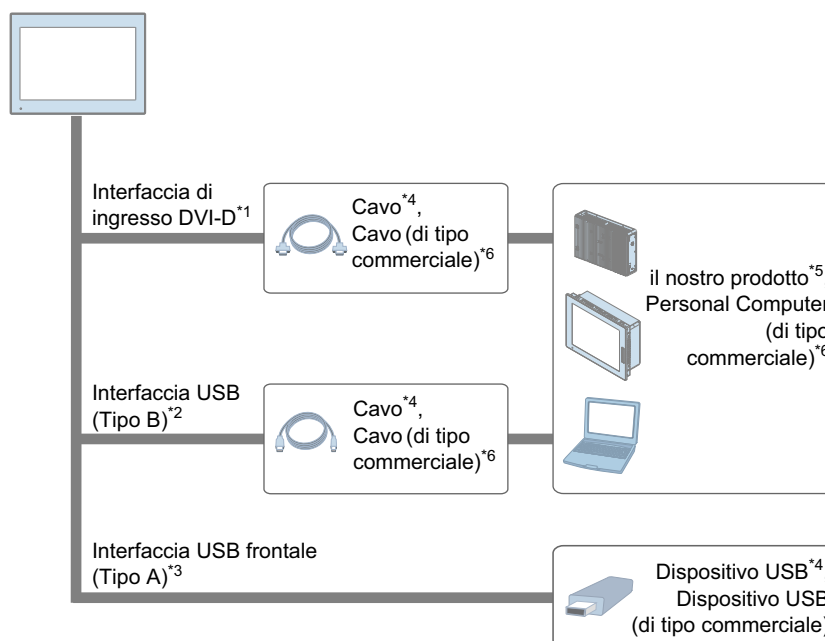 Interfaccia di
ingresso DVI-D*1
Cavo*4,
Cavo (di tipo
commerciale)*6
il nostro prodotto*5,
Personal Computer
(di tipo
commerciale)*6
Interfaccia USB
(Tipo B)*2
Cavo*4,
Cavo (di tipo
commerciale)*6
Interfaccia USB frontale
(Tipo A)*3
Dispositivo USB*4,
Dispositivo USB
(di tipo commerciale)